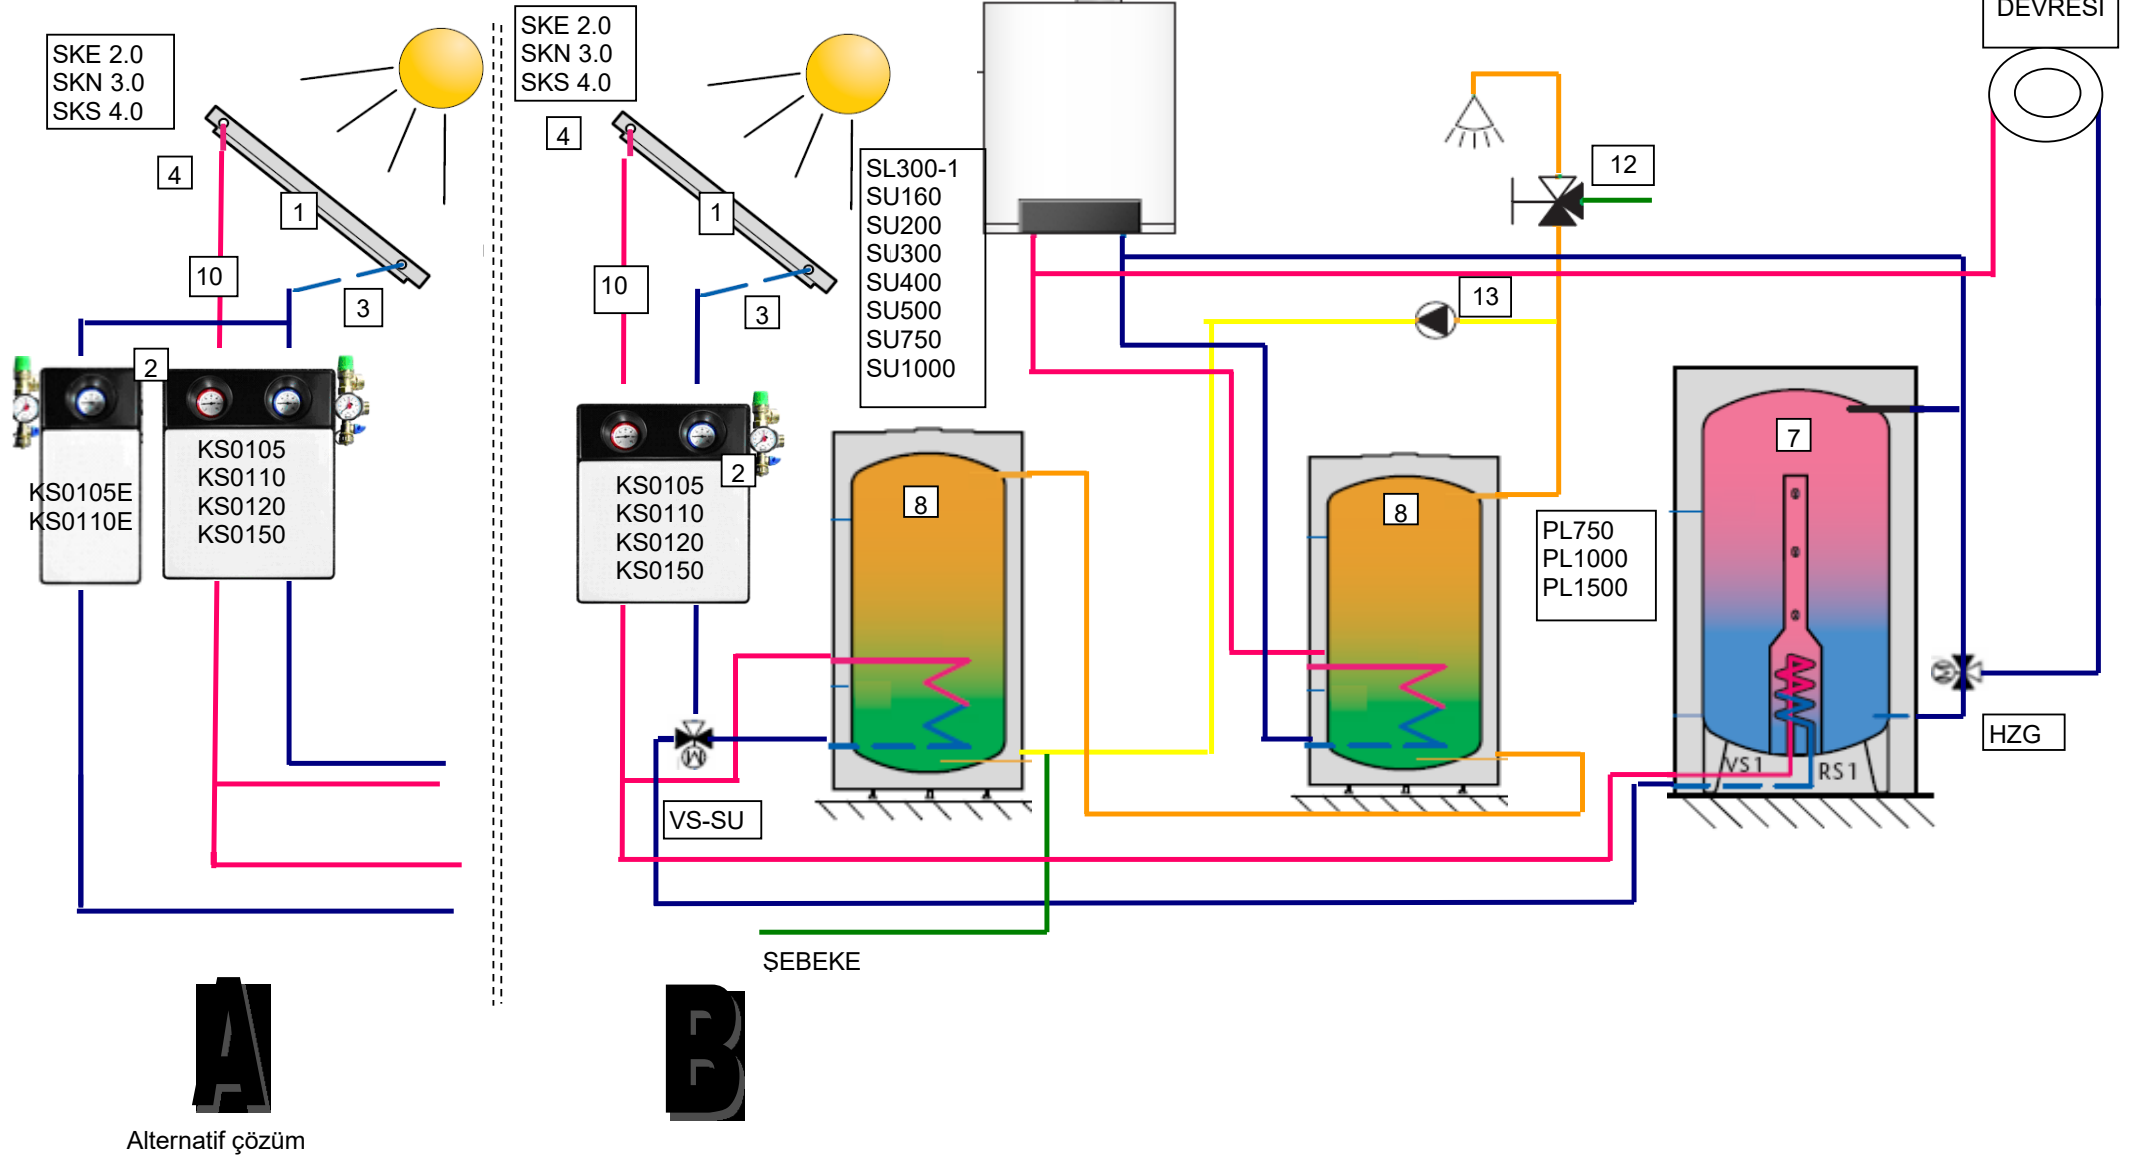 SKE 2.0
SKN 3.0
SKS 4.0
4
1
10
3
2
KS0105E
KS0110E
KS0105
KS0110
KS0120
KS0150
A
Alternatif çözüm
SKE 2.0
SKN 3.0
SKS 4.0
4
1
10
3
2
KS0105
KS0110
KS0120
KS0150
SL300-1
SU160
SU200
SU300
SU400
SU500
SU750
SU1000
8
VS-SU
M
ŞEBEKE
B
12
13
8
PL750
PL1000
PL1500
DEVRESİ
7
VS1
RS1
M
HZG